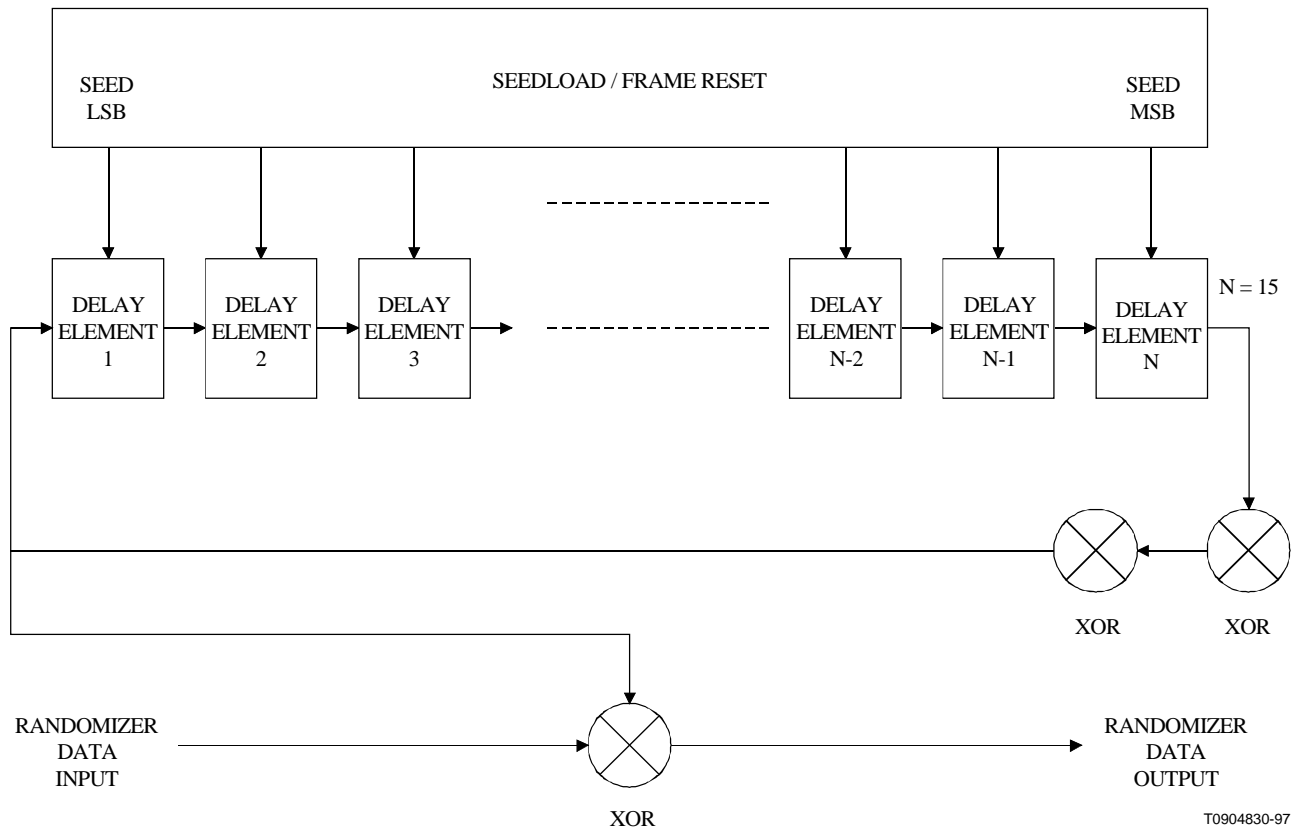 SEED
LSB
SEEDLOAD / FRAME RESET
SEED
MSB
DELAY
ELEMENT
1
DELAY
ELEMENT
2
DELAY
ELEMENT
3
DELAY
ELEMENT
N-2
DELAY
ELEMENT
N-1
DELAY
ELEMENT
N
N = 15
XOR
XOR
RANDOMIZER
DATA
INPUT
XOR
RANDOMIZER
DATA
OUTPUT
T0904830-97